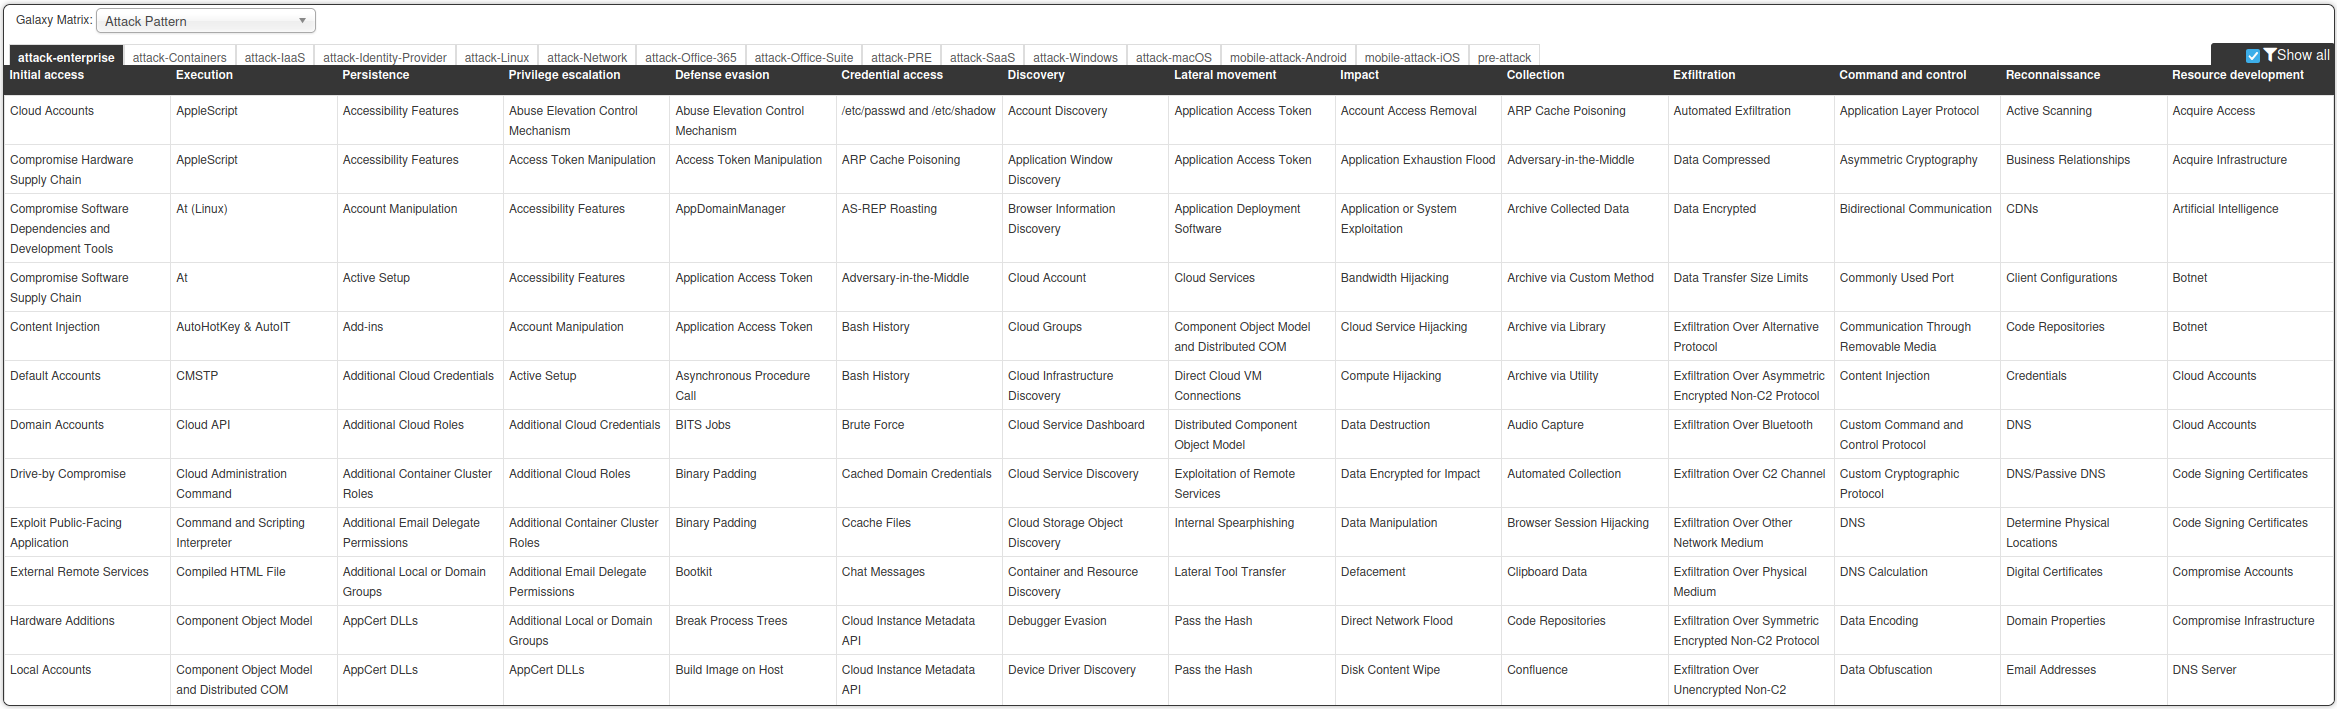 Galaxy Matrix: Attack Pattern
attack-enterprise attack-Containers attack-IaaS attack-Identity-Provider attack-Linux attack-Network attack-Office-365 attack-Office-Suite attack-PRE attack-SaaS attack-Windows attack-macOS mobile-attack-Android mobile-attack-iOS pre-attack Show all
Initial access Execution Persistence Privilege escalation Defense evasion Credential access Discovery Lateral movement Impact Collection Exfiltration Command and control Reconnaissance Resource development
Cloud Accounts AppleScript Accessibility Features Abuse Elevation Control Abuse Elevation Control /etc/passwd and /etc/shadow Account Discovery Application Access Token Account Access Removal ARP Cache Poisoning Automated Exfiltration Application Layer Protocol Active Scanning Acquire Access
Mechanism Mechanism
Compromise Hardware AppleScript Accessibility Features Access Token Manipulation Access Token Manipulation ARP Cache Poisoning Application Window Application Access Token Application Exhaustion Flood Adversary-in-the-Middle Data Compressed Asymmetric Cryptography Business Relationships Acquire Infrastructure
Supply Chain Discovery
Compromise Software At (Linux) Account Manipulation Accessibility Features AppDomainManager AS-REP Roasting Browser Information Application Deployment Application or System Archive Collected Data Data Encrypted Bidirectional Communication CDNs Artificial Intelligence
Dependencies and Discovery Software Exploitation
Development Tools
Compromise Software At Active Setup Accessibility Features Application Access Token Adversary-in-the-Middle Cloud Account Cloud Services Bandwidth Hijacking Archive via Custom Method Data Transfer Size Limits Commonly Used Port Client Configurations Botnet
Supply Chain
Content Injection AutoHotKey & AutoIT Add-ins Account Manipulation Application Access Token Bash History Cloud Groups Component Object Model Cloud Service Hijacking Archive via Library Exfiltration Over Alternative Communication Through Code Repositories Botnet
and Distributed COM Protocol Removable Media
Default Accounts CMSTP Additional Cloud Credentials Active Setup Asynchronous Procedure Bash History Cloud Infrastructure Direct Cloud VM Compute Hijacking Archive via Utility Exfiltration Over Asymmetric Content Injection Credentials Cloud Accounts
Call Discovery Connections Encrypted Non-C2 Protocol
Domain Accounts Cloud API Additional Cloud Roles Additional Cloud Credentials BITS Jobs Brute Force Cloud Service Dashboard Distributed Component Data Destruction Audio Capture Exfiltration Over Bluetooth Custom Command and DNS Cloud Accounts
Object Model Control Protocol
Drive-by Compromise Cloud Administration Additional Container Cluster Additional Cloud Roles Binary Padding Cached Domain Credentials Cloud Service Discovery Exploitation of Remote Data Encrypted for Impact Automated Collection Exfiltration Over C2 Channel Custom Cryptographic DNS/Passive DNS Code Signing Certificates
Command Roles Services Protocol
Exploit Public-Facing Command and Scripting Additional Email Delegate Additional Container Cluster Binary Padding Ccache Files Cloud Storage Object Internal Spearphishing Data Manipulation Browser Session Hijacking Exfiltration Over Other DNS Determine Physical Code Signing Certificates
Application Interpreter Permissions Roles Discovery Network Medium Locations
External Remote Services Compiled HTML File Additional Local or Domain Additional Email Delegate Bootkit Chat Messages Container and Resource Lateral Tool Transfer Defacement Clipboard Data Exfiltration Over Physical DNS Calculation Digital Certificates Compromise Accounts
Groups Permissions Discovery Medium
Hardware Additions Component Object Model AppCert DLLs Additional Local or Domain Break Process Trees Cloud Instance Metadata Debugger Evasion Pass the Hash Direct Network Flood Code Repositories Exfiltration Over Symmetric Data Encoding Domain Properties Compromise Infrastructure
Groups API Encrypted Non-C2 Protocol
Local Accounts Component Object Model AppCert DLLs AppCert DLLs Build Image on Host Cloud Instance Metadata Device Driver Discovery Pass the Hash Disk Content Wipe Confluence Exfiltration Over Data Obfuscation Email Addresses DNS Server
and Distributed COM API Unencrypted Non-C2